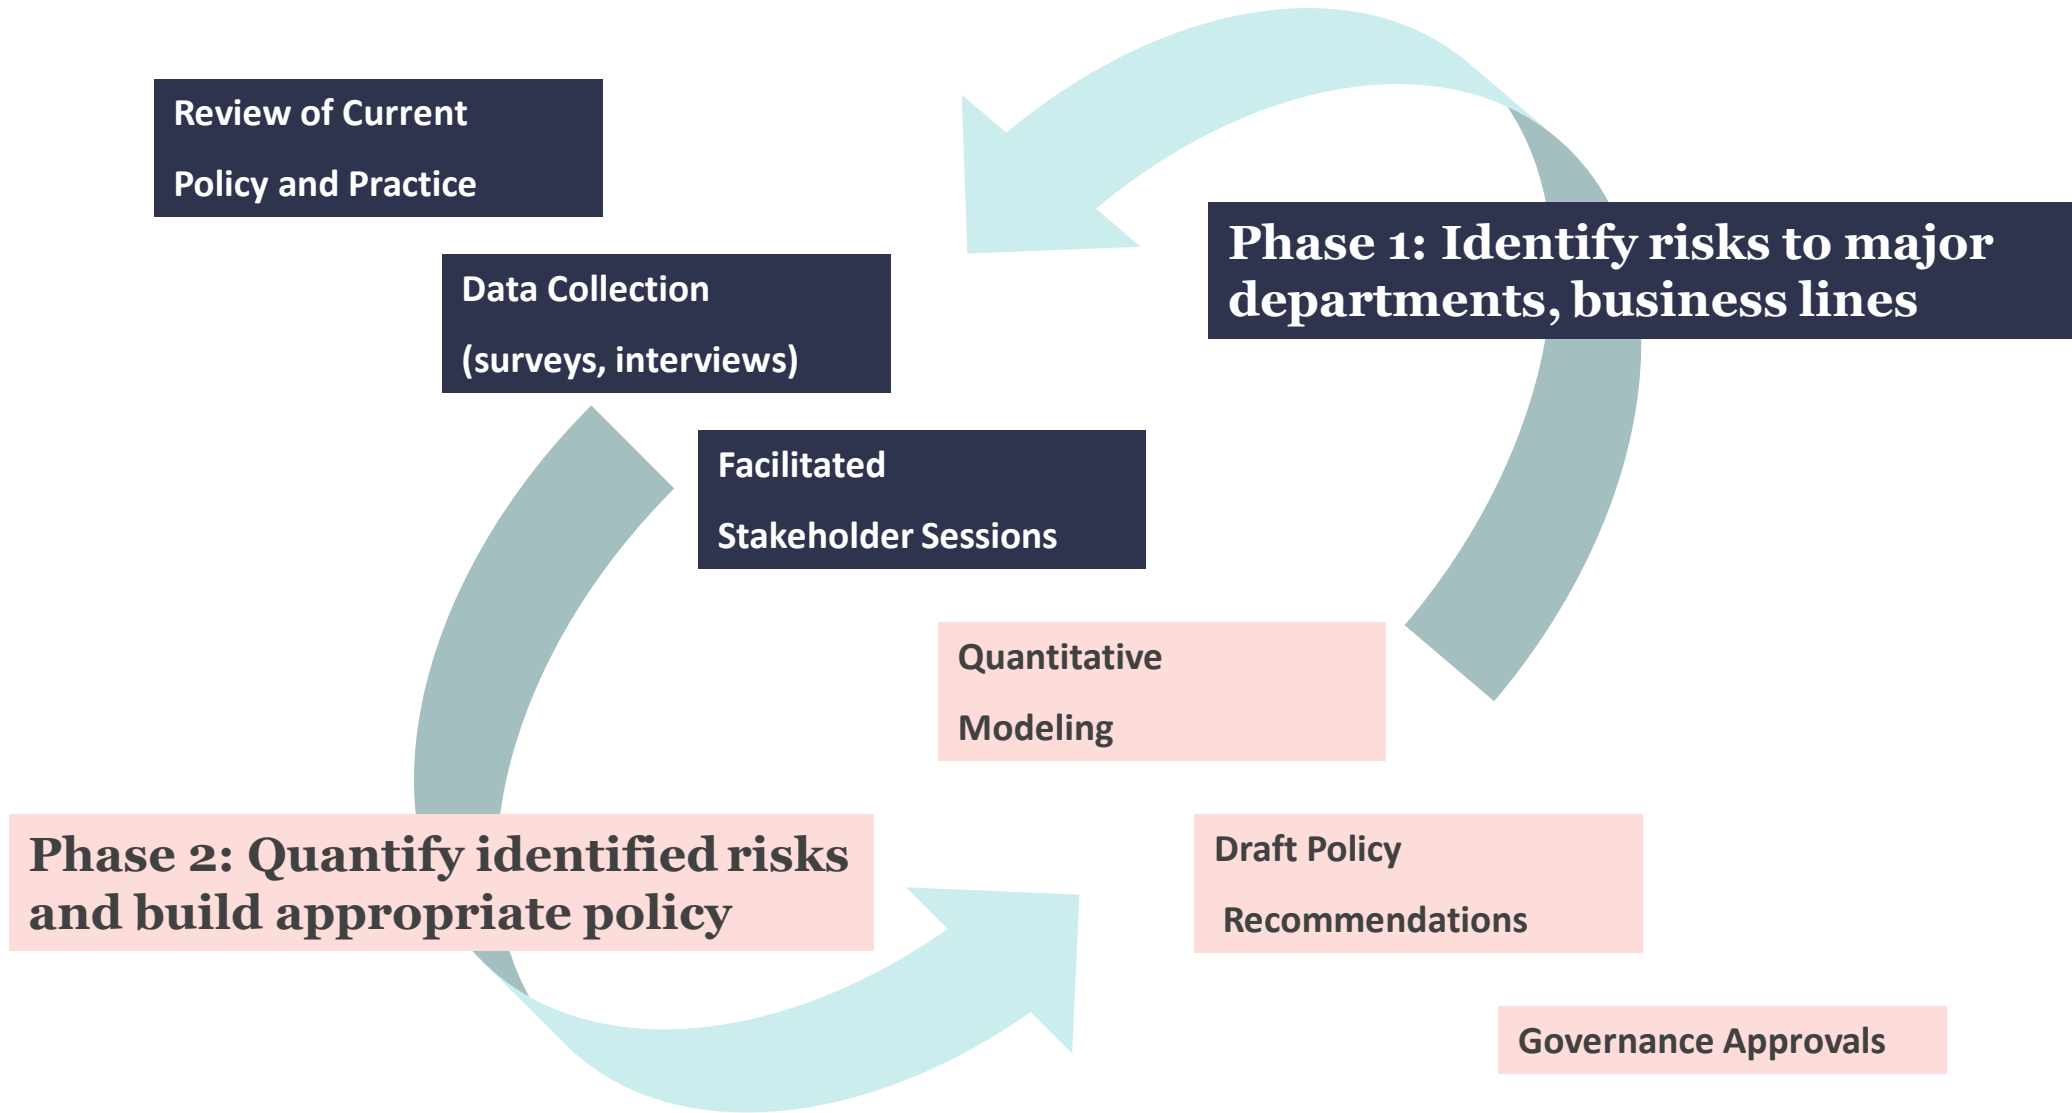 Review of Current
Policy and Practice
Data Collection
(surveys, interviews)
Facilitated
Stakeholder Sessions
Phase 1: Identify risks to major
departments, business lines
Quantitative
Modeling
Draft Policy
Recommendations
Governance Approvals
Phase 2: Quantify identified risks
and build appropriate policy